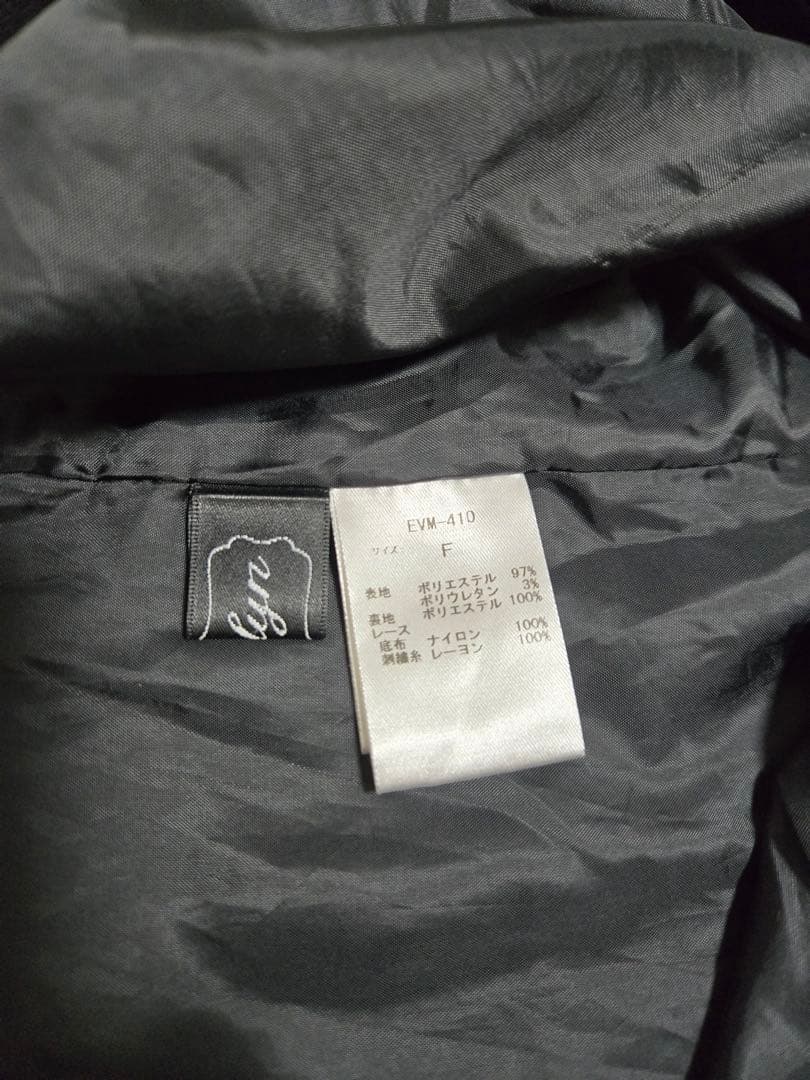 lyn
EVM-410
サイズ: F
表地 ポリエステル 97%
ポリウレタン 3%
裏地 ポリエステル 100%
レース
底布 ナイロン 100%
刺繍糸 レーヨン 100%